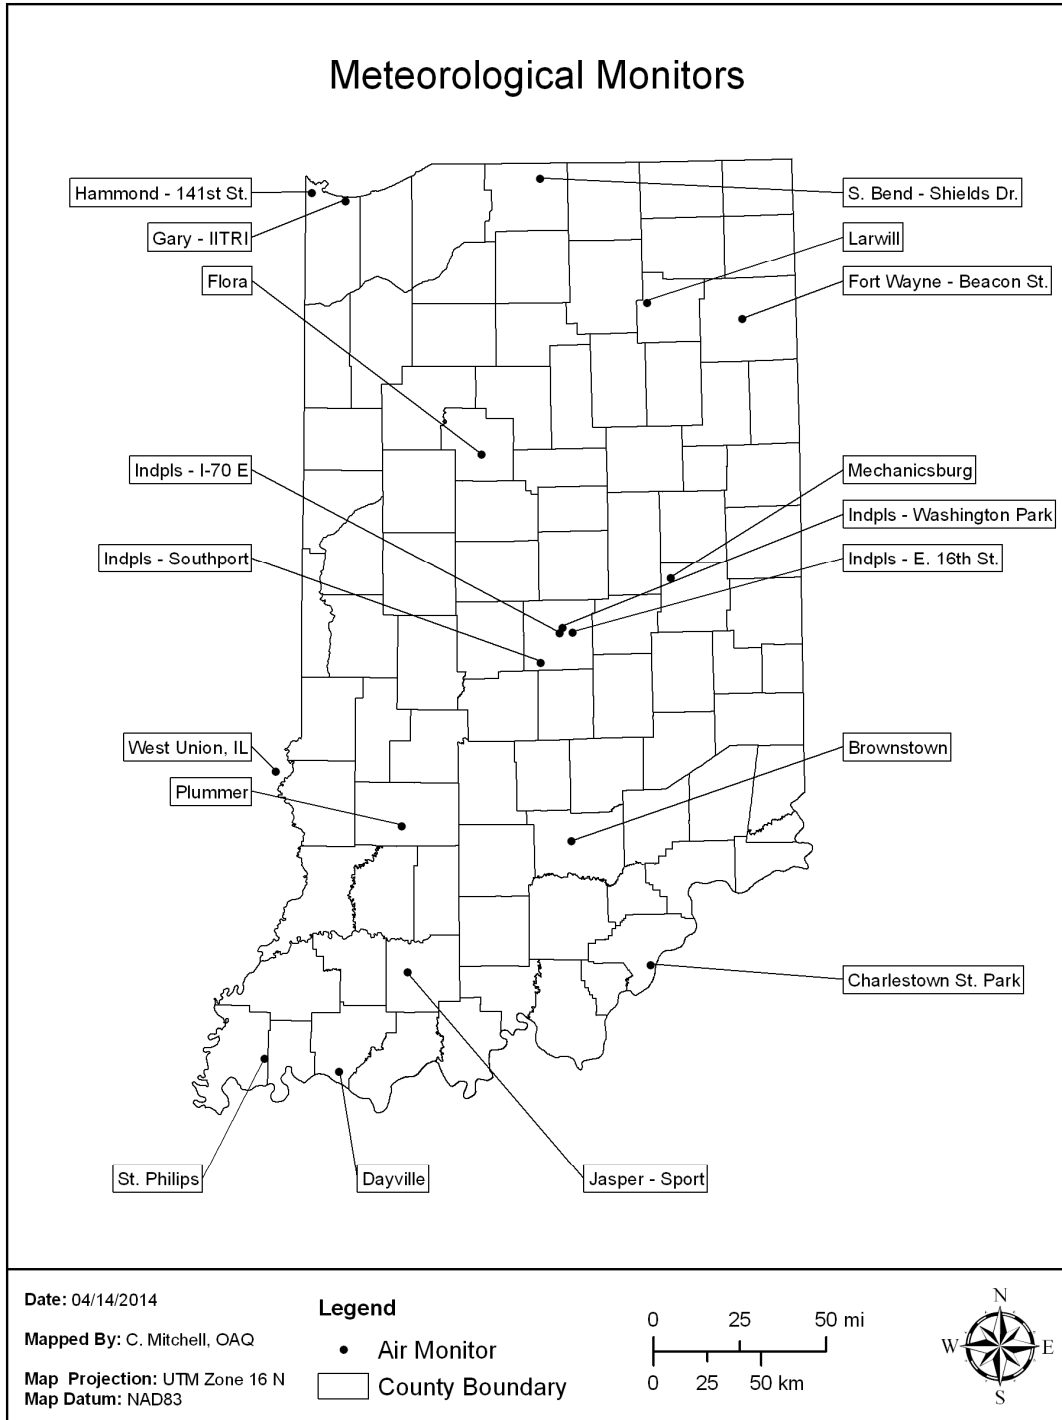 Meteorological Monitors
Hammond - 141st St.
S. Bend - Shields Dr.
Gary - IITRI
Larwill
Flora
Fort Wayne - Beacon St.
Indpls - I-70 E
Mechanicsburg
Indpls - Washington Park
Indpls - Southport
Indpls - E. 16th St.
West Union, IL
Brownstown
Plummer
Charlestown St. Park
St. Philips
Dayville
Jasper - Sport
Date: 04/14/2014
Mapped By: C. Mitchell, OAQ
Map Projection: UTM Zone 16 N
Map Datum: NAD83
Legend
Air Monitor
County Boundary
0 25 50 mi
0 25 50 km
N
W E
S